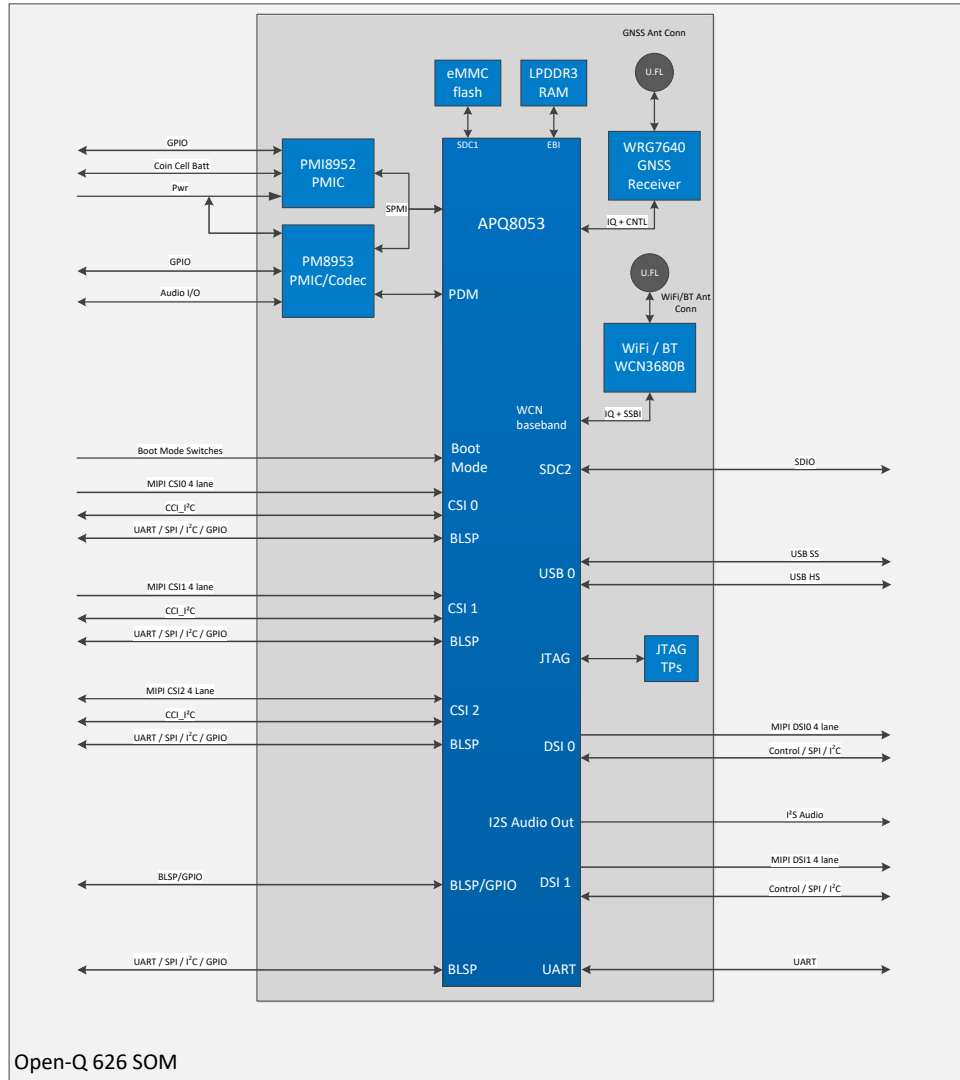 GNSS Ant Conn
U.FL
eMMC
flash
LPDDR3
RAM
SDC1
EBI
WRG7640
GNSS
Receiver
IQ + CNTL
GPIO
Coin Cell Batt
Pwr
PMI8952
PMIC
SPMI
APQ8053
PM8953
PMIC/Codec
GPIO
Audio I/O
PDM
U.FL
WiFi/BT Ant
Conn
WiFi / BT
WCN3680B
IQ + SSBI
WCN
baseband
Boot Mode Switches
Boot
Mode
SDC2
SDIO
MIPI CSI0 4 lane
CSI 0
CCI_I²C
UART / SPI / I²C / GPIO
BLSP
USB SS
USB 0
USB HS
MIPI CSI1 4 lane
CSI 1
CCI_I²C
UART / SPI / I²C / GPIO
BLSP
JTAG
JTAG
TPs
MIPI CSI2 4 Lane
CSI 2
CCI_I²C
UART / SPI / I²C / GPIO
BLSP
DSI 0
MIPI DSI0 4 lane
Control / SPI / I²C
I2S Audio Out
I²S Audio
MIPI DSI1 4 lane
BLSP/GPIO
BLSP/GPIO
DSI 1
Control / SPI / I²C
UART / SPI / I²C / GPIO
BLSP
UART
UART
Open-Q 626 SOM